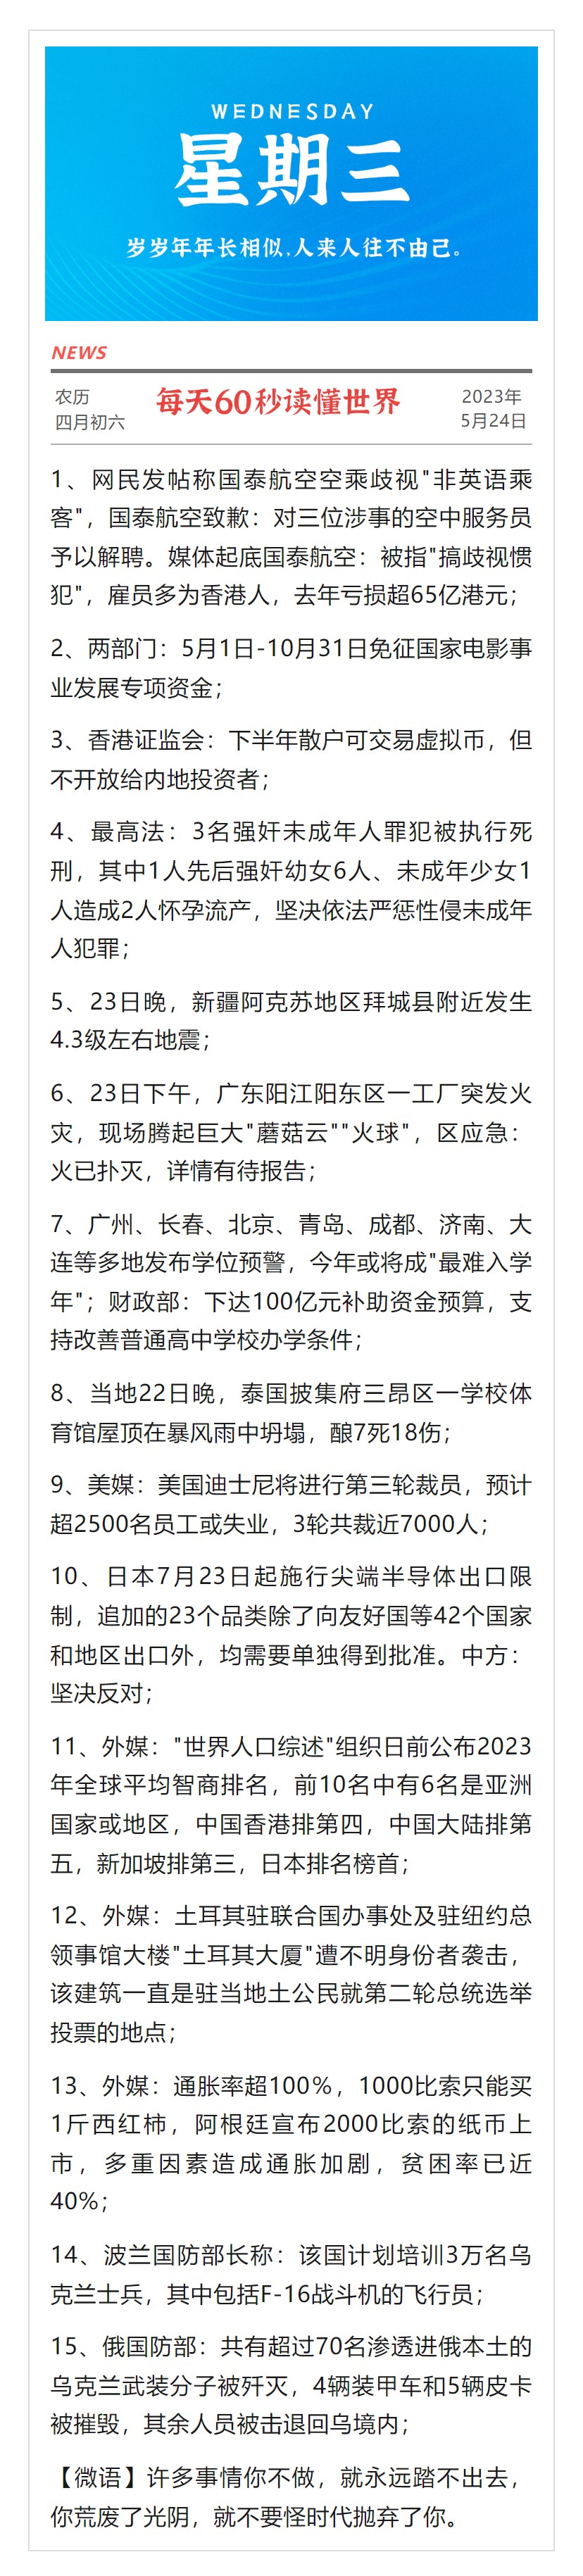 WEDNESDAY
星期三
岁岁年年长相似,人来人往不由己。
NEWS
农历
四月初六
每天60秒读懂世界
2023年
5月24日
1、网民发帖称国泰航空空乘歧视"非英语乘
客"，国泰航空致歉：对三位涉事的空中服务员
予以解聘。媒体起底国泰航空：被指"搞歧视惯
犯"，雇员多为香港人，去年亏损超65亿港元；
2、两部门：5月1日-10月31日免征国家电影事
业发展专项资金；
3、香港证监会：下半年散户可交易虚拟币，但
不开放给内地投资者；
4、最高法：3名强奸未成年人罪犯被执行死
刑，其中1人先后强奸幼女6人、未成年少女1
人造成2人怀孕流产，坚决依法严惩性侵未成年
人犯罪；
5、23日晚，新疆阿克苏地区拜城县附近发生
4.3级左右地震；
6、23日下午，广东阳江阳东区一工厂突发火
灾，现场腾起巨大"蘑菇云""火球"，区应急：
火已扑灭，详情有待报告；
7、广州、长春、北京、青岛、成都、济南、大
连等多地发布学位预警，今年或将成"最难入学
年"；财政部：下达100亿元补助资金预算，支
持改善普通高中学校办学条件；
8、当地22日晚，泰国披集府三昂区一学校体
育馆屋顶在暴风雨中坍塌，酿7死18伤；
9、美媒：美国迪士尼将进行第三轮裁员，预计
超2500名员工或失业，3轮共裁近7000人；
10、日本7月23日起施行尖端半导体出口限
制，追加的23个品类除了向友好国等42个国家
和地区出口外，均需要单独得到批准。中方：
坚决反对；
11、外媒："世界人口综述"组织日前公布2023
年全球平均智商排名，前10名中有6名是亚洲
国家或地区，中国香港排第四，中国大陆排第
五，新加坡排第三，日本排名榜首；
12、外媒：土耳其驻联合国办事处及驻纽约总
领事馆大楼"土耳其大厦"遭不明身份者袭击，
该建筑一直是驻当地土公民就第二轮总统选举
投票的地点；
13、外媒：通胀率超100%，1000比索只能买
1斤西红柿，阿根廷宣布2000比索的纸币上
市，多重因素造成通胀加剧，贫困率已近
40%；
14、波兰国防部长称：该国计划培训3万名乌
克兰士兵，其中包括F-16战斗机的飞行员；
15、俄国防部：共有超过70名渗透进俄本土的
乌克兰武装分子被歼灭，4辆装甲车和5辆皮卡
被摧毁，其余人员被击退回乌境内；
【微语】许多事情你不做，就永远踏不出去，
你荒废了光阴，就不要怪时代抛弃了你。